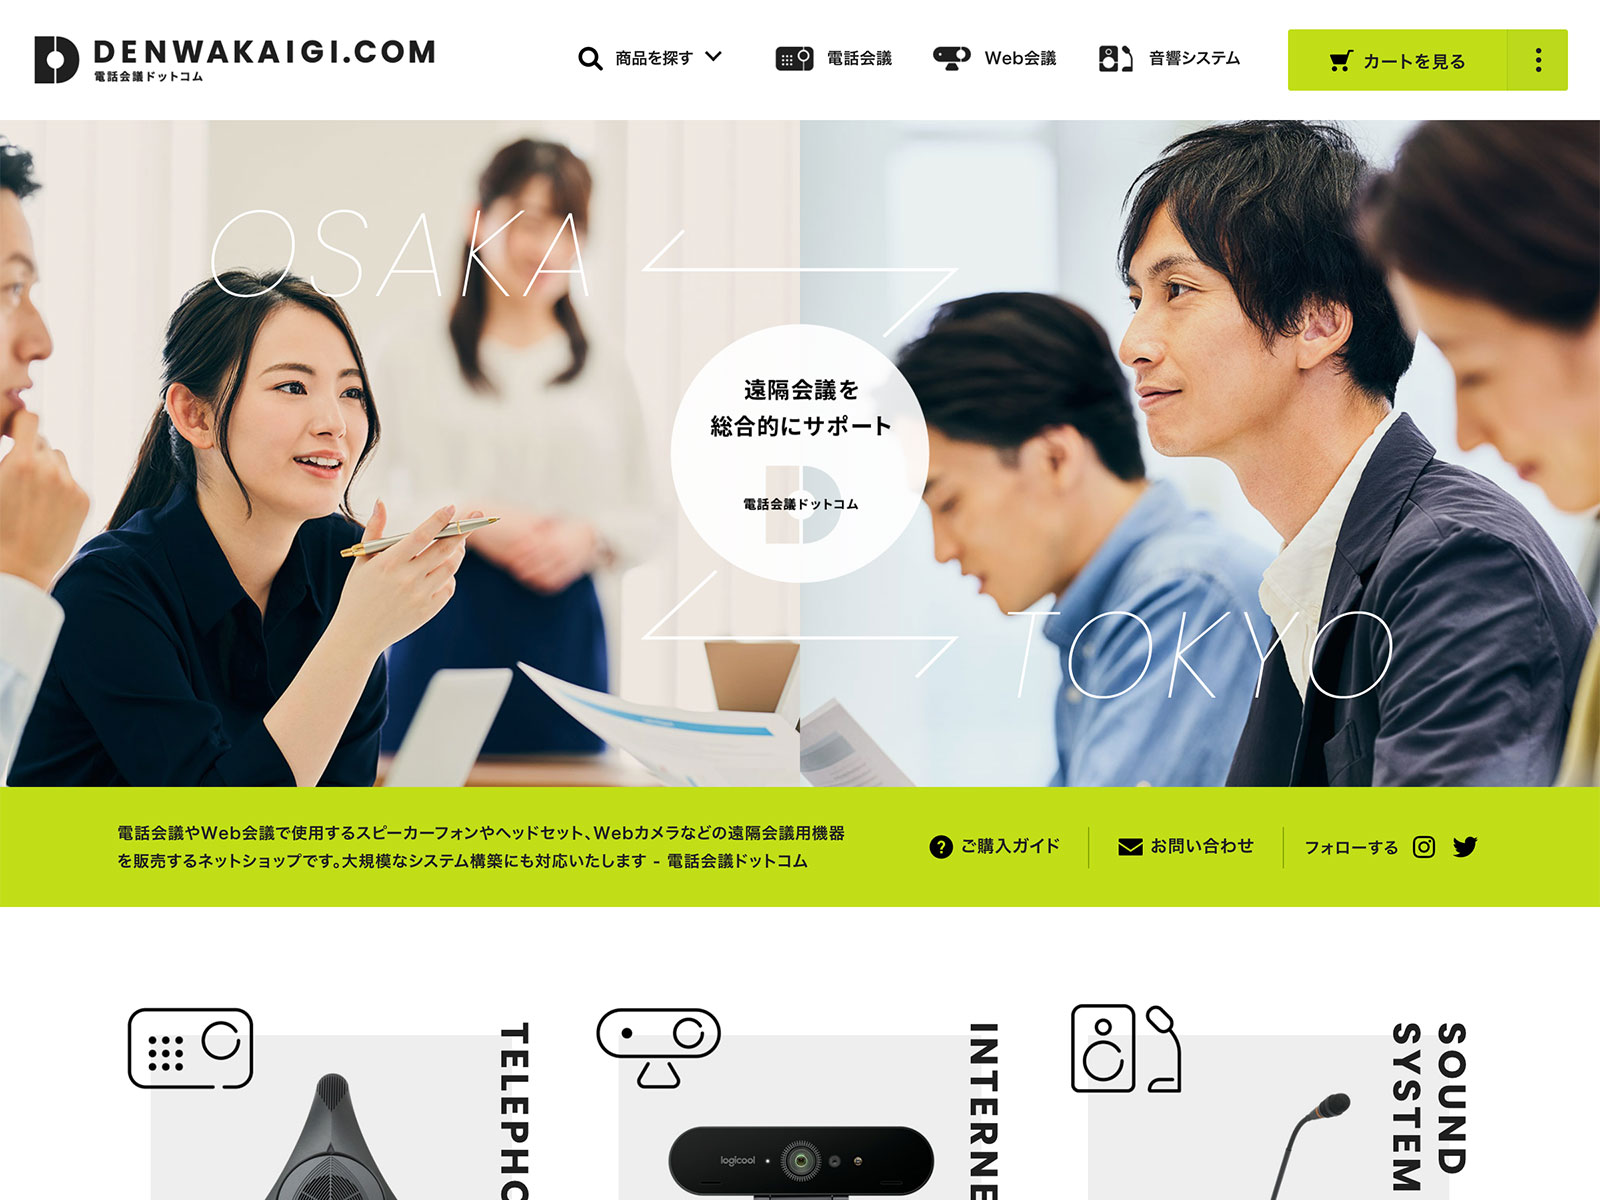 DENWAKAIGI.COM
電話会議ドットコム
商品を探す
電話会議
Web会議
音響システム
カートを見る
OSAKA
遠隔会議を
総合的にサポート
電話会議ドットコム
TOKYO
電話会議やWeb会議で使用するスピーカーフォンやヘッドセット、Webカメラなどの遠隔会議用機器
を販売するネットショップです。大規模なシステム構築にも対応いたします - 電話会議ドットコム
ご購入ガイド
お問い合わせ
フォローする
TELEPHO
INTERNE
SOUND
SYSTEM
logicool